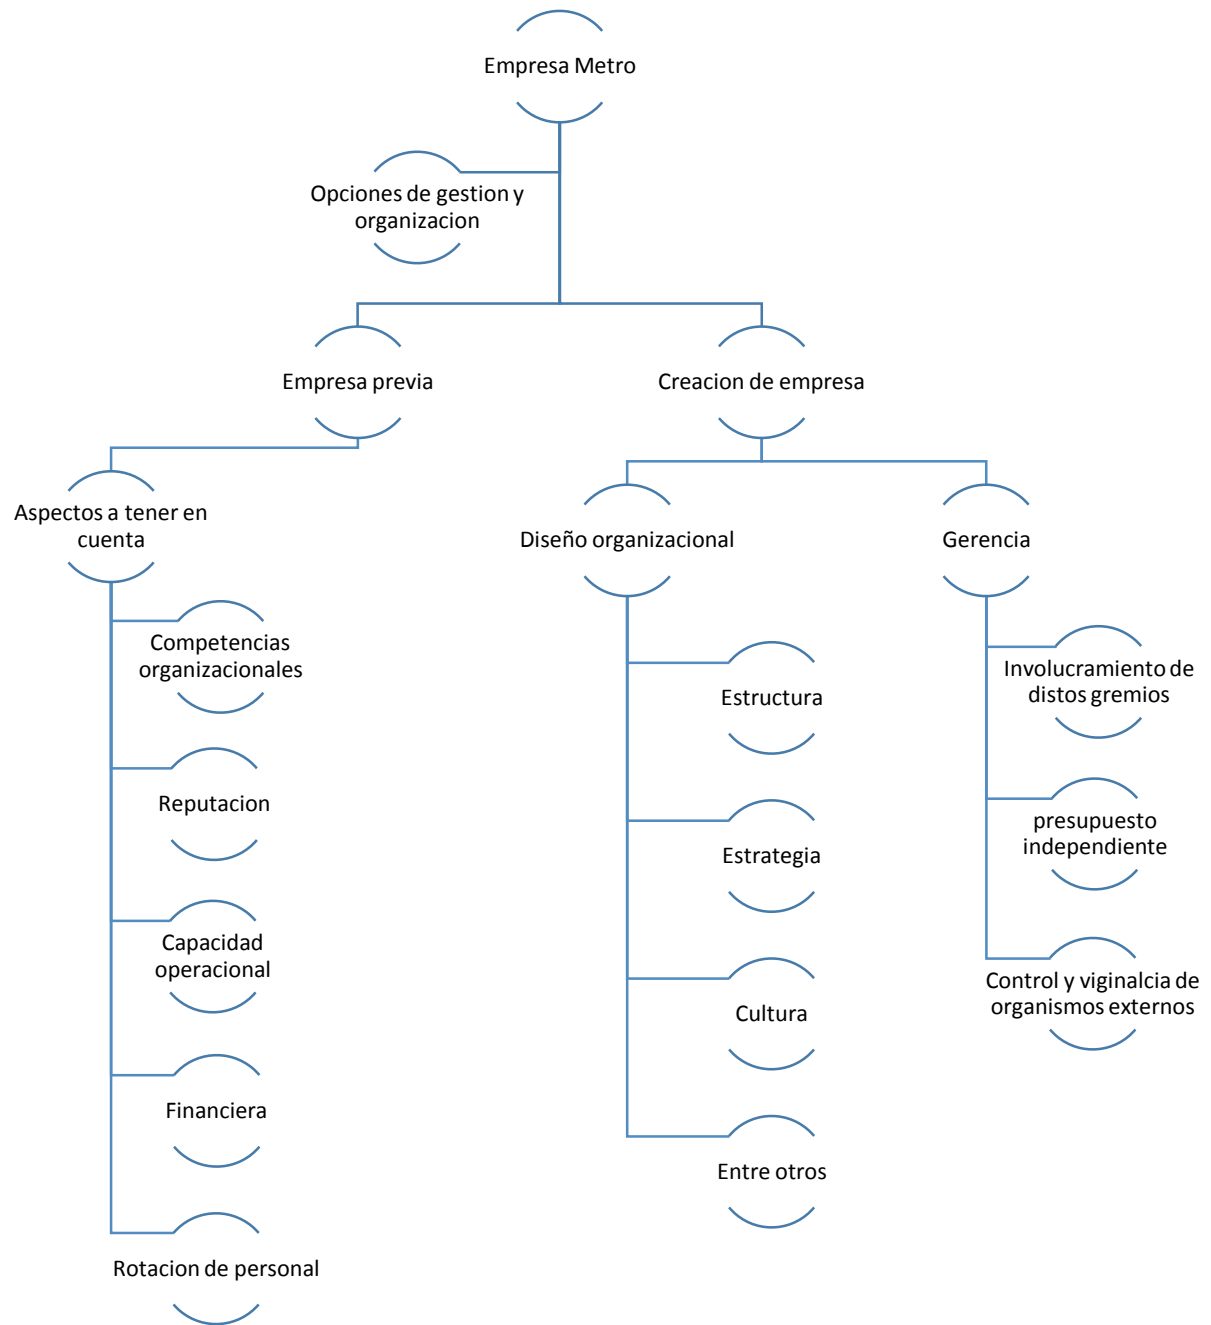 Empresa Metro
Opciones de gestion y
organizacion
Empresa previa
Creacion de empresa
Aspectos a tener en
cuenta
Diseño organizacional
Gerencia
Competencias
organizacionales
Reputacion
Capacidad
operacional
Financiera
Rotacion de personal
Estructura
Estrategia
Cultura
Entre otros
Involucramiento de
distos gremios
presupuesto
independiente
Control y viginalcia de
organismos externos